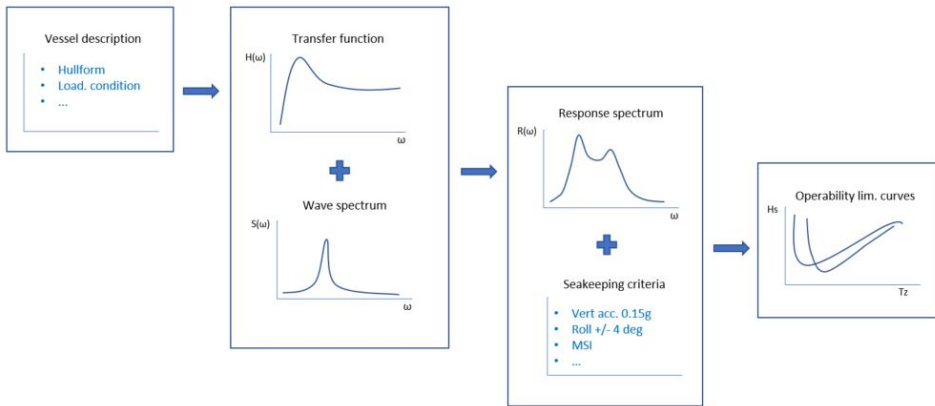 Vessel description
• Hullform
• Load. condition
• ...
Transfer function
H(ω)
ω
Wave spectrum
S(ω)
ω
Response spectrum
R(ω)
ω
Seakeeping criteria
• Vert acc. 0.15g
• Roll +/- 4 deg
• MSI
• ...
Operability lim. curves
Hs
Tz